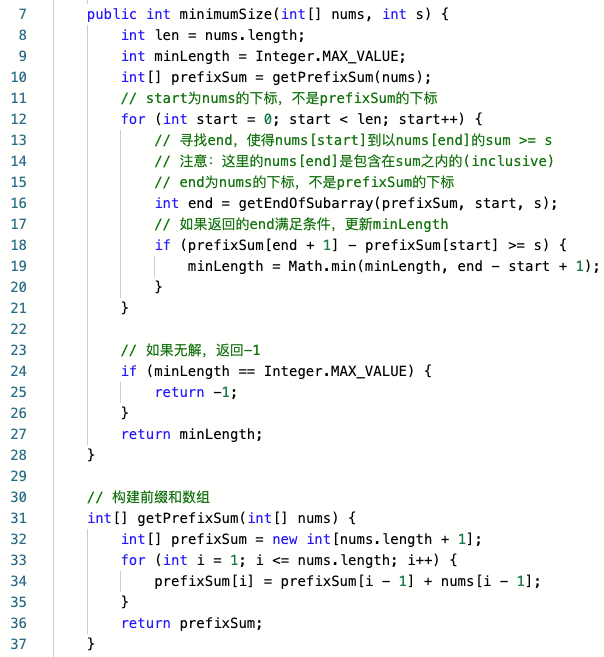 7 public int minimumSize(int[] nums, int s) {
8 int len = nums.length;
9 int minLength = Integer.MAX_VALUE;
10 int[] prefixSum = getPrefixSum(nums);
11 // start为nums的下标，不是prefixSum的下标
12 for (int start = 0; start < len; start++) {
13 // 寻找end，使得nums[start]到以nums[end]的sum >= s
14 // 注意：这里的nums[end]是包含在sum之内的(inclusive)
15 // end为nums的下标，不是prefixSum的下标
16 int end = getEndOfSubarray(prefixSum, start, s);
17 // 如果返回的end满足条件，更新minLength
18 if (prefixSum[end + 1] - prefixSum[start] >= s) {
19 minLength = Math.min(minLength, end - start + 1);
20 }
21 }
22
23 // 如果无解，返回-1
24 if (minLength == Integer.MAX_VALUE) {
25 return -1;
26 }
27 return minLength;
28 }
29
30 // 构建前缀和数组
31 int[] getPrefixSum(int[] nums) {
32 int[] prefixSum = new int[nums.length + 1];
33 for (int i = 1; i <= nums.length; i++) {
34 prefixSum[i] = prefixSum[i - 1] + nums[i - 1];
35 }
36 return prefixSum;
37 }